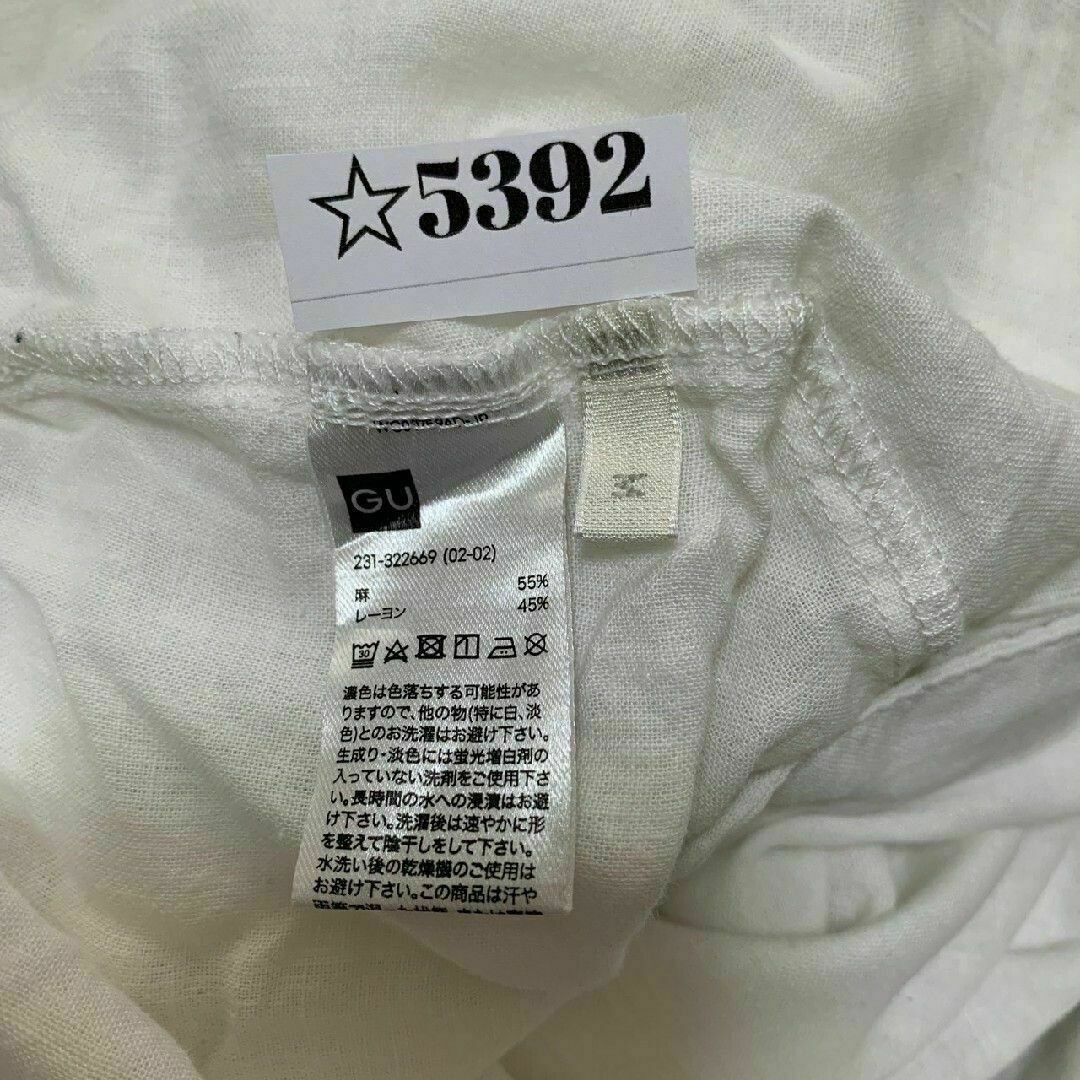 ☆5392
GU
M
231-322669 (02-02)
麻 55%
レーヨン 45%
30
濃色は色落ちする可能性があ
りますので、他の物(特に白、淡
色)とのお洗濯はお避け下さい。
生成り・淡色には蛍光増白剤の
入っていない洗剤をご使用下さ
い。長時間の水への浸漬はお避
け下さい。洗濯後は速やかに形
を整えて陰干しをして下さい。
水洗い後の乾燥機のご使用は
お避け下さい。この商品は汗や